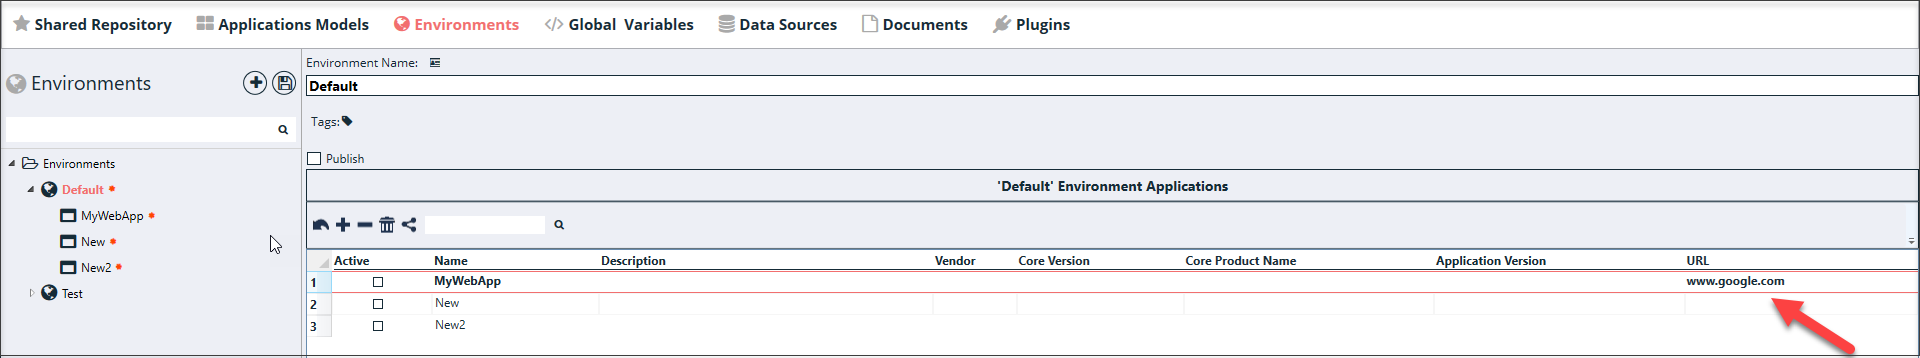 Shared Repository Applications Models Environments </> Global Variables Data Sources Documents Plugins
Environments
Environments
Default
MyWebApp
New
New2
Test
Environment Name:
Default
Tags:
Publish
'Default' Environment Applications
Active Name Description Vendor Core Version Core Product Name Application Version URL
1 MyWebApp www.google.com
2 New
3 New2